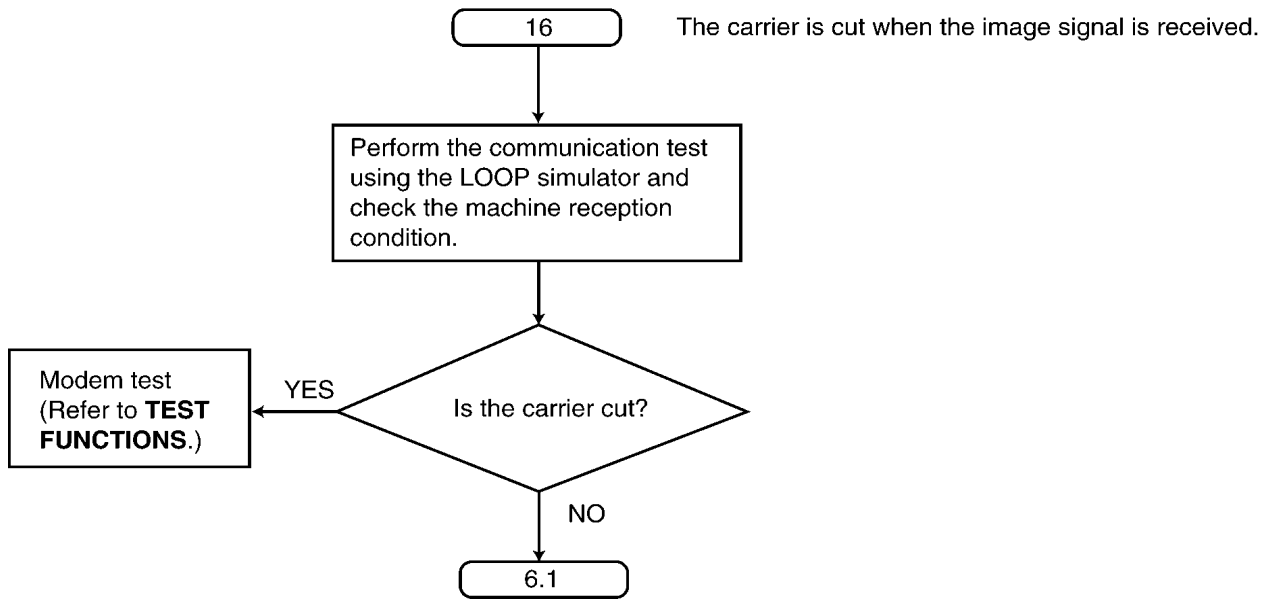 16
The carrier is cut when the image signal is received.
Perform the communication test
using the LOOP simulator and
check the machine reception
condition.
Modem test
(Refer to TEST
FUNCTIONS.)
YES
Is the carrier cut?
NO
6.1